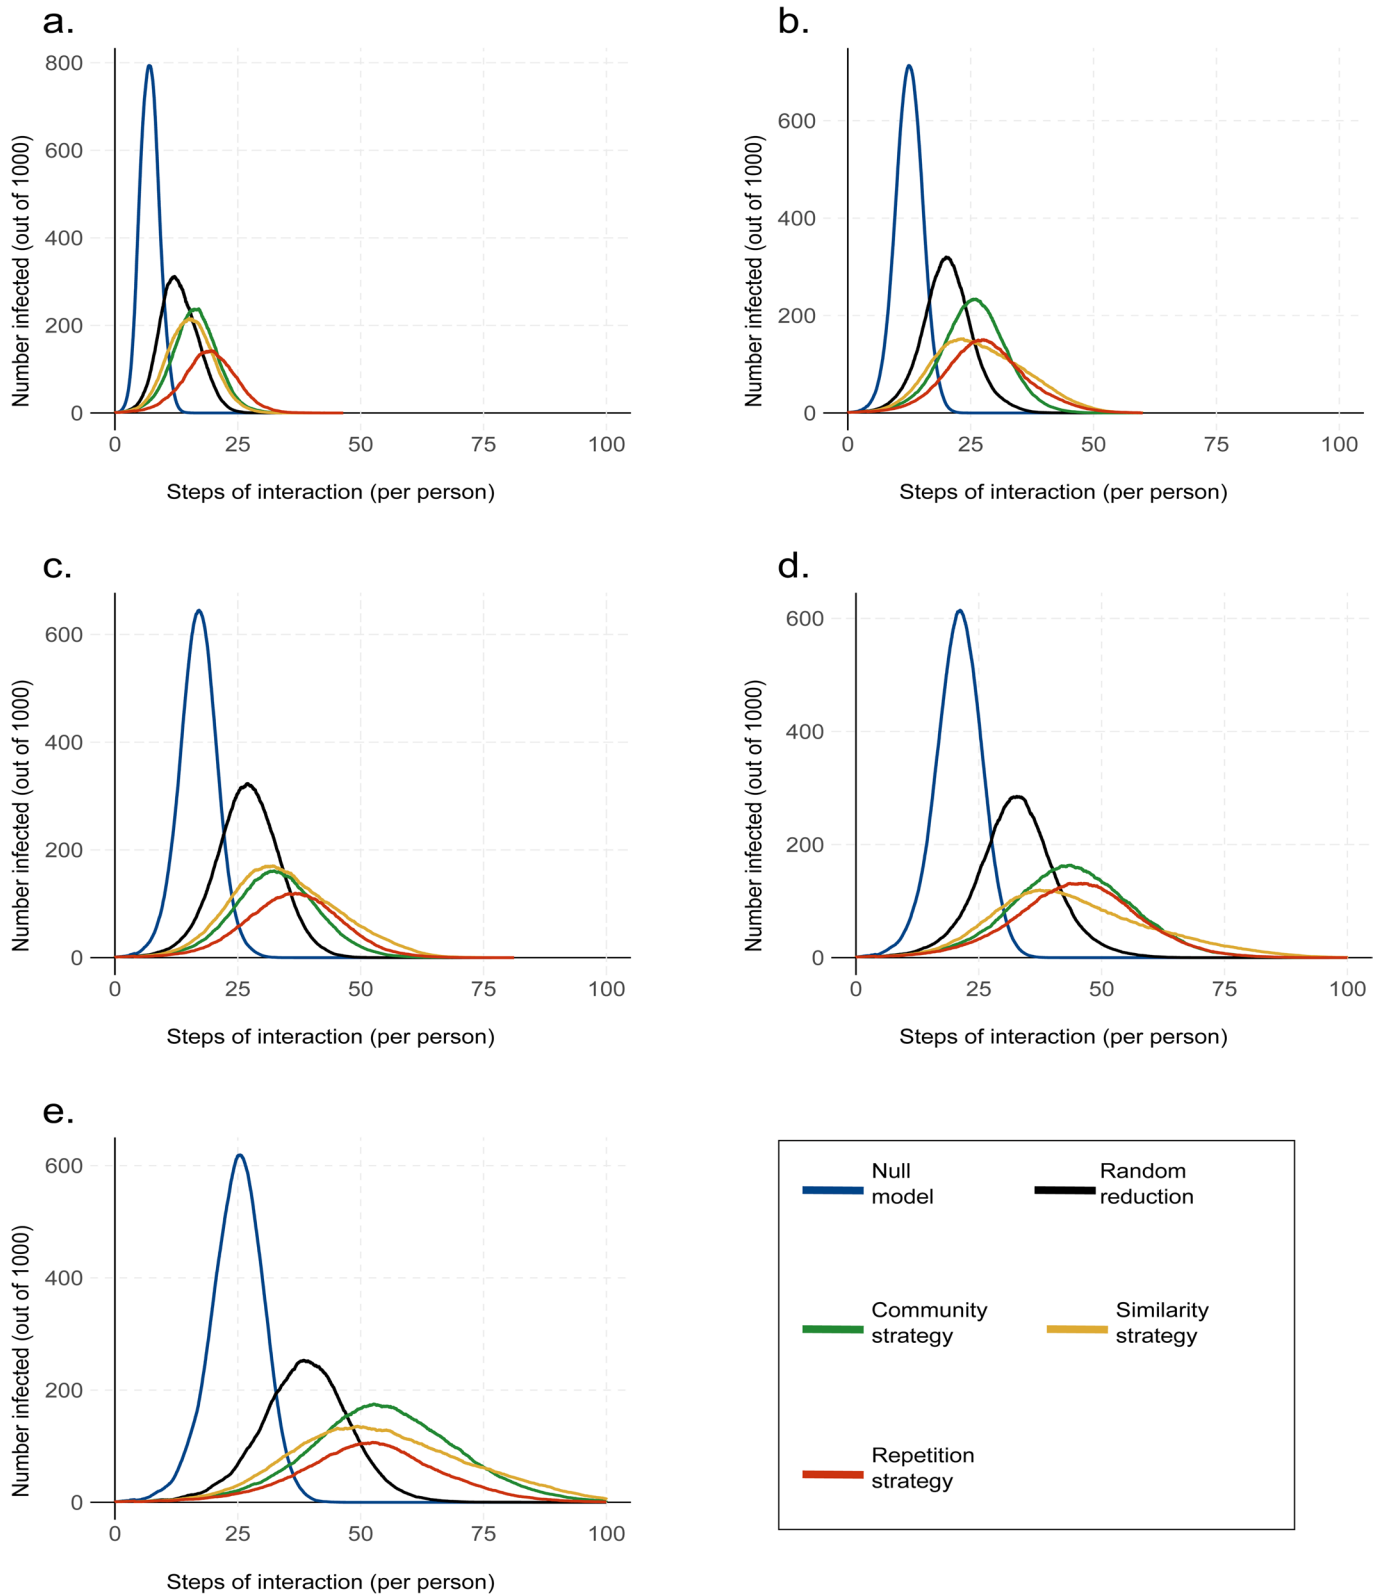 a.
Number infected (out of 1000)
800
600
400
200
0
0 25 50 75 100
Steps of interaction (per person)
b.
Number infected (out of 1000)
600
400
200
0
0 25 50 75 100
Steps of interaction (per person)
c.
Number infected (out of 1000)
600
400
200
0
0 25 50 75 100
Steps of interaction (per person)
d.
Number infected (out of 1000)
600
400
200
0
0 25 50 75 100
Steps of interaction (per person)
e.
Number infected (out of 1000)
600
400
200
0
0 25 50 75 100
Steps of interaction (per person)
Null
model
Random
reduction
Community
strategy
Similarity
strategy
Repetition
strategy